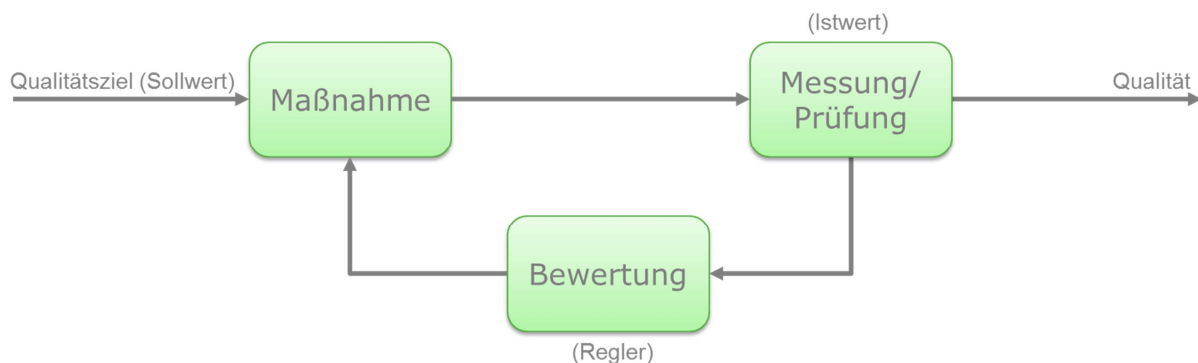 (Istwert)
Qualitätsziel (Sollwert)
Maßnahme
Messung/
Prüfung
Qualität
Bewertung
(Regler)